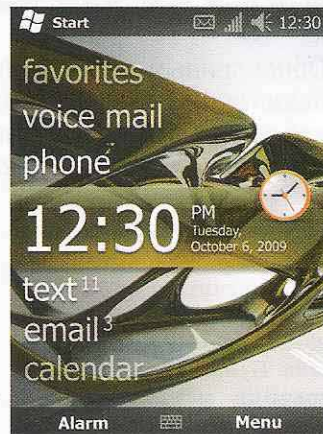 Start 12:30
favorites
voice mail
phone
12:30 PM
Tuesday,
October 6, 2009
text 11
email 3
calendar
Alarm Menu